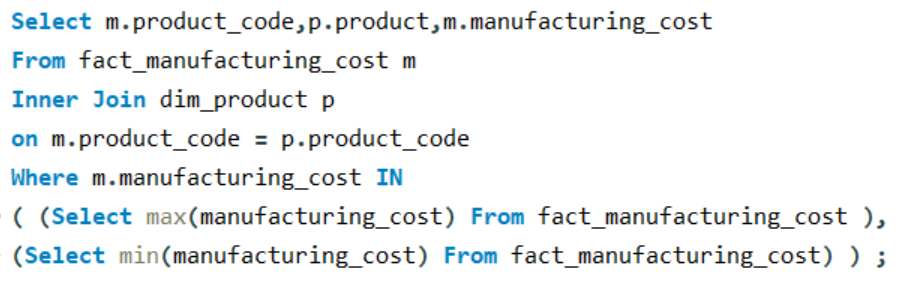 Select m.product_code,p.product,m.manufacturing_cost
From fact_manufacturing_cost m
Inner Join dim_product p
on m.product_code = p.product_code
Where m.manufacturing_cost IN
( (Select max(manufacturing_cost) From fact_manufacturing_cost ),
(Select min(manufacturing_cost) From fact_manufacturing_cost) ) ;